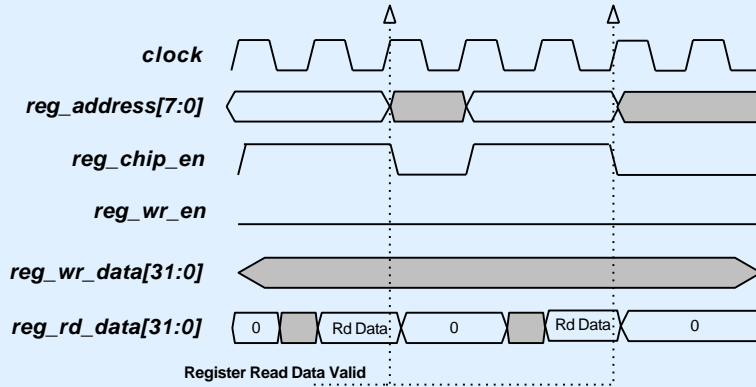 clock
reg_address[7:0]
reg_chip_en
reg_wr_en
reg_wr_data[31:0]
reg_rd_data[31:0] 0 Rd Data 0 Rd Data 0
Register Read Data Valid